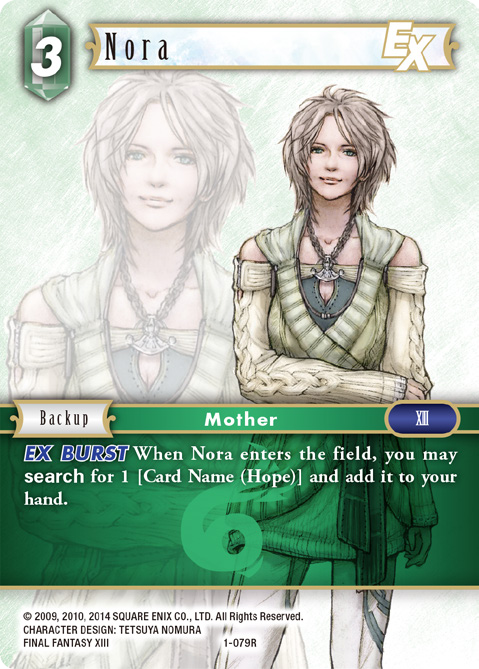 3
Nora
EX
Backup
Mother
XIII
EX BURST When Nora enters the field, you may
search for 1 [Card Name (Hope)] and add it to your
hand.
© 2009, 2010, 2014 SQUARE ENIX CO., LTD. All Rights Reserved.
CHARACTER DESIGN: TETSUYA NOMURA
FINAL FANTASY XIII 1-079R